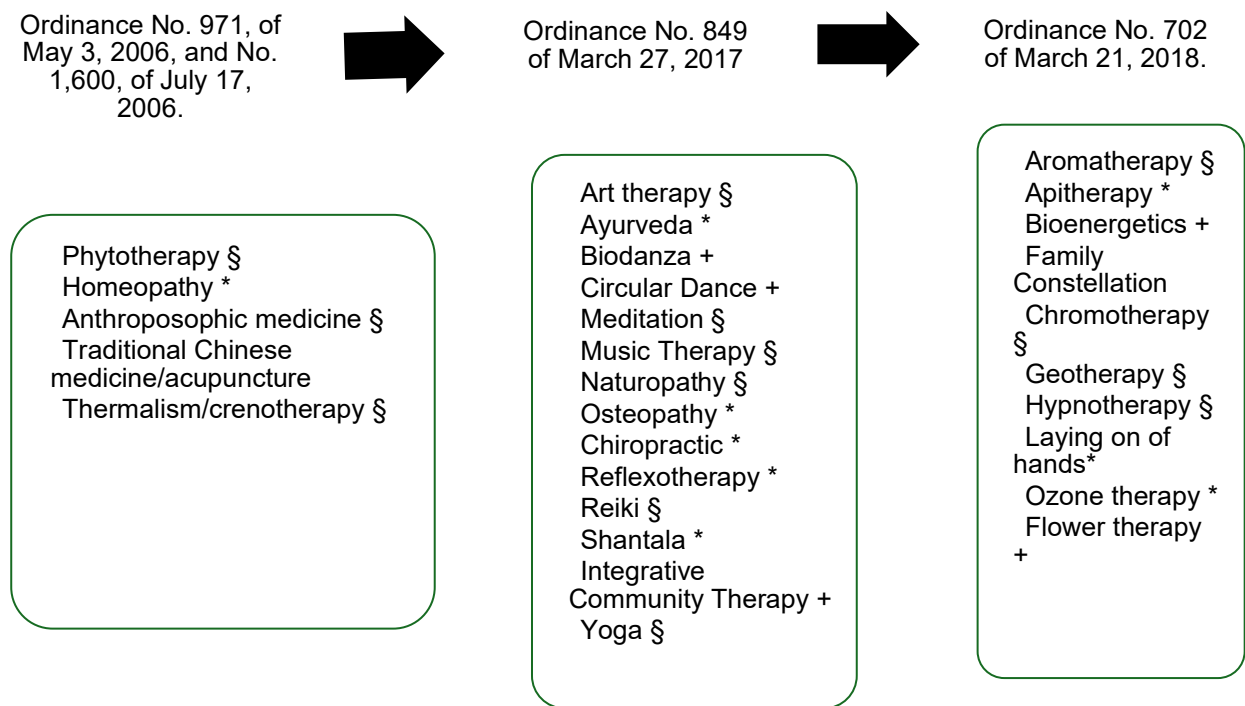 Ordinance No. 971, of
May 3, 2006, and No.
1,600, of July 17,
2006.
Phytotherapy §
Homeopathy *
Anthroposophic medicine §
Traditional Chinese
medicine/acupuncture
Thermalism/crenotherapy §
Ordinance No. 849
of March 27, 2017
Art therapy §
Ayurveda *
Biodanza +
Circular Dance +
Meditation §
Music Therapy §
Naturopathy §
Osteopathy *
Chiropractic *
Reflexotherapy *
Reiki §
Shantala *
Integrative
Community Therapy +
Yoga §
Ordinance No. 702
of March 21, 2018.
Aromatherapy §
Apitherapy *
Bioenergetics +
Family
Constellation
Chromotherapy
§
Geotherapy §
Hypnotherapy §
Laying on of
hands*
Ozone therapy *
Flower therapy
+